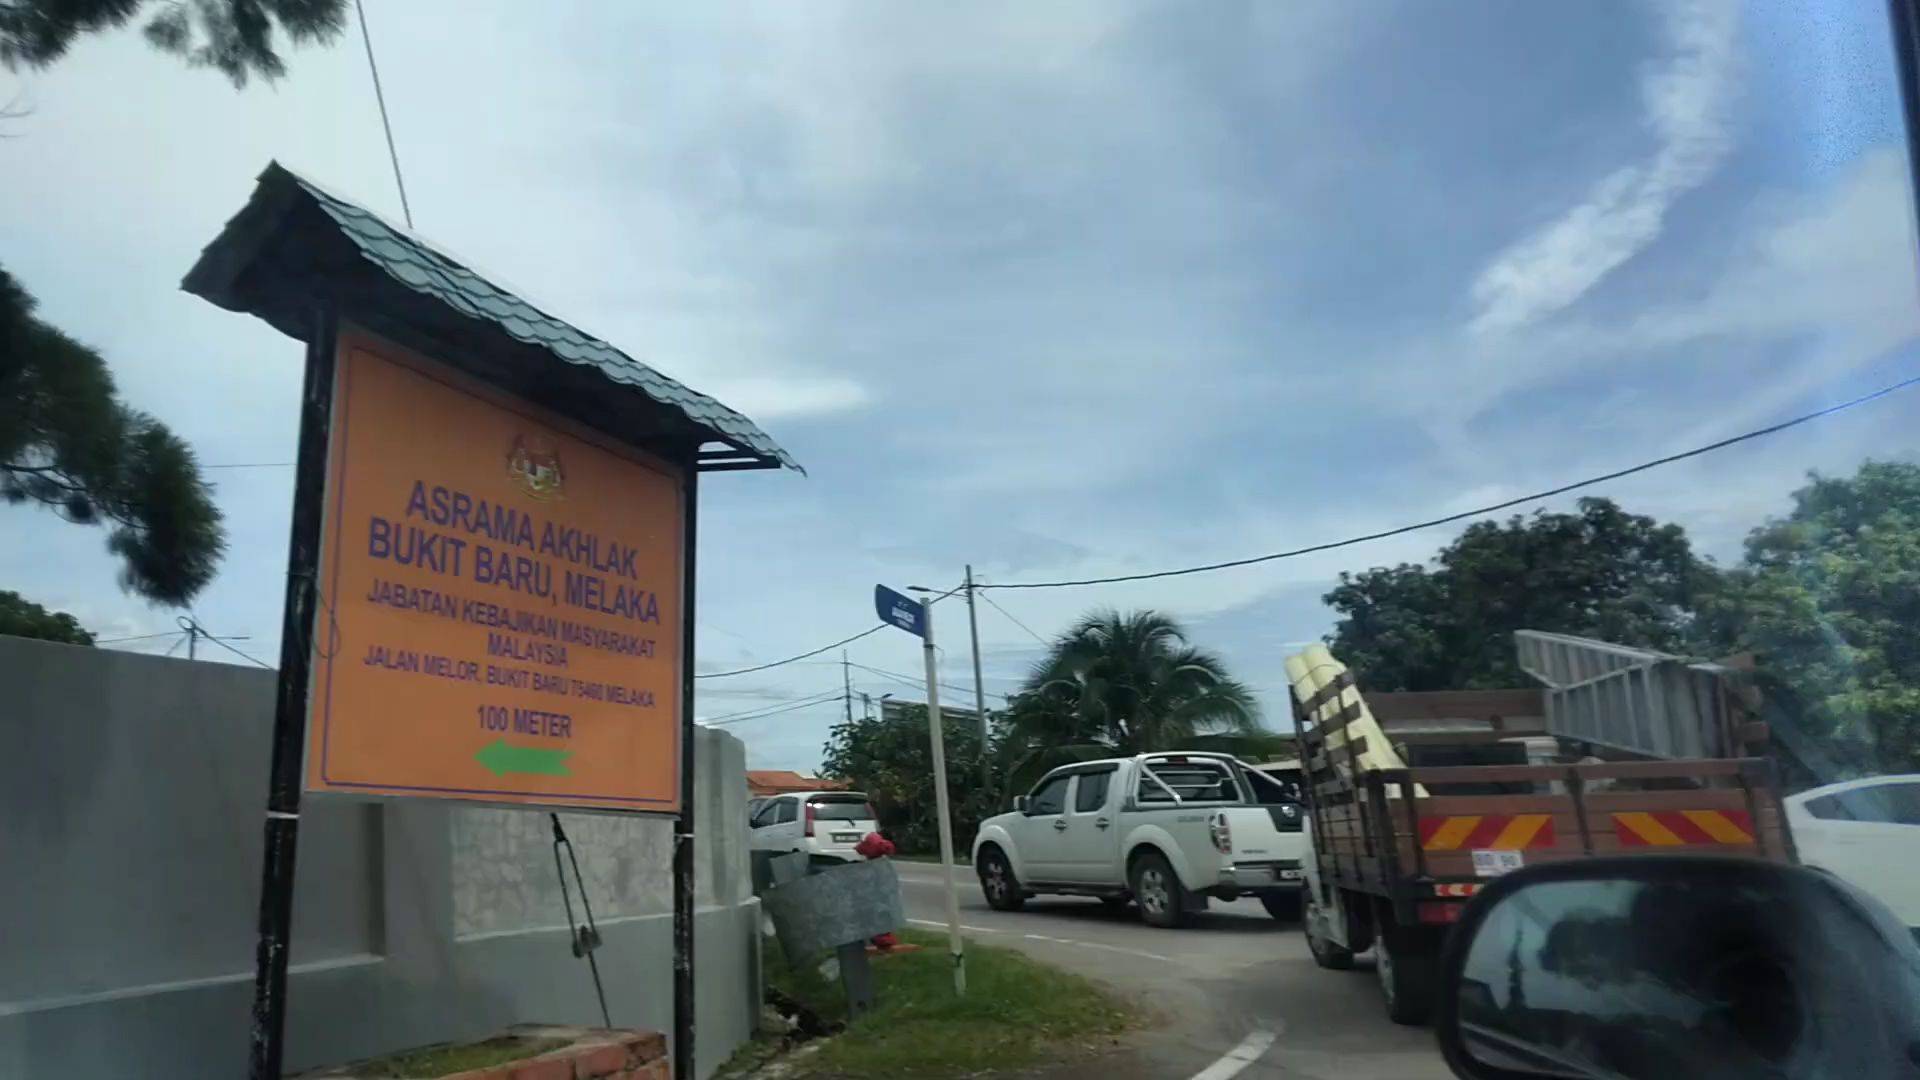 ASRAMA AKHLAK
BUKIT BARU, MELAKA
JABATAN KEBAJIKAN MASYARAKAT
MALAYSIA
JALAN MELOR, BUKIT BARU 75460 MELAKA
100 METER